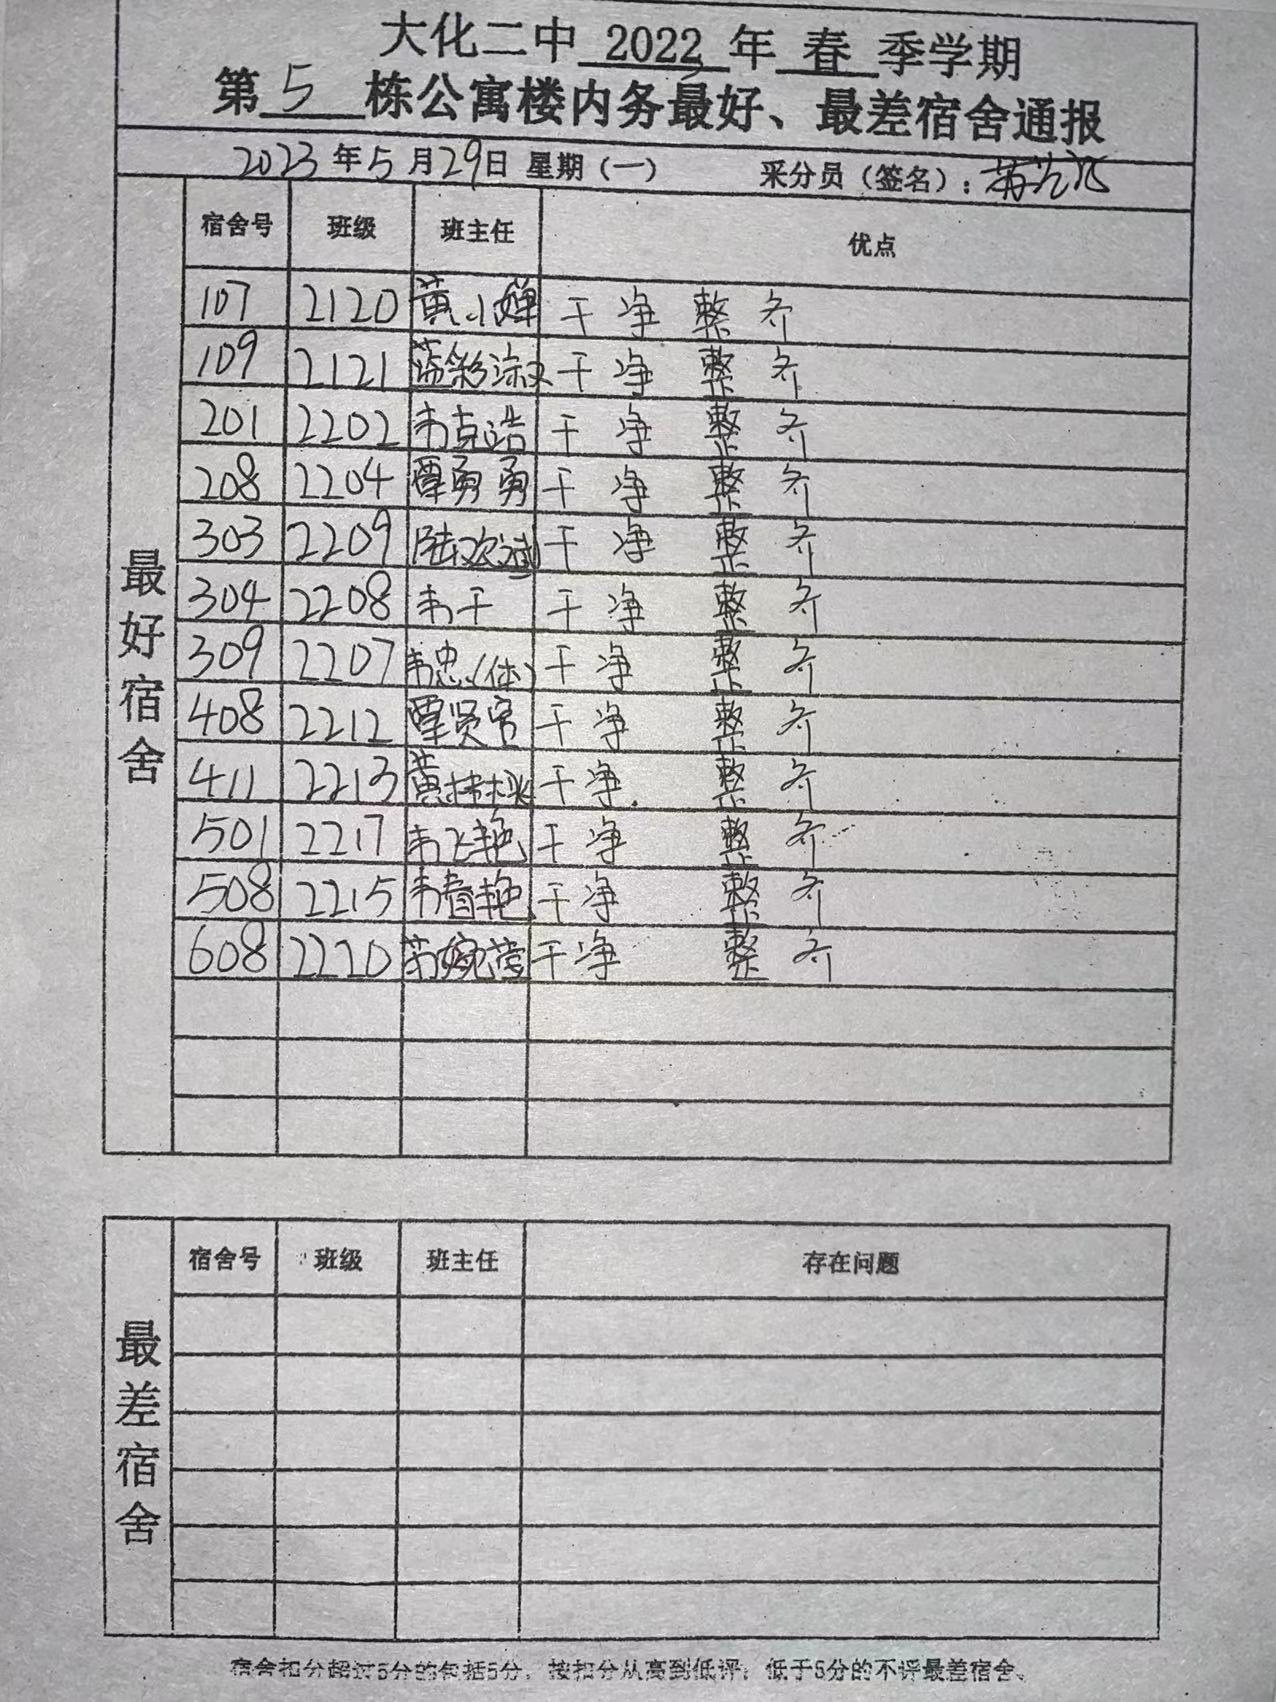 大化二中 2022 年 春 季学期
第 5 栋公寓楼内务最好、最差宿舍通报
2023年5月29日 星期（一） 采分员（签名）：
最好宿舍
宿舍号 班级 班主任 优点
107 2120 黄小婵 干净 整齐
109 2121 蓝彩 干净 整齐
201 2202 韦克浩 干净 整齐
208 2204 覃勇勇 干净 整齐
303 2209 陆欢斌 干净 整齐
304 2208 韦干 干净 整齐
309 2207 韦忠(体) 干净 整齐
408 2212 覃贤官 干净 整齐
411 2213 黄 干净. 整齐
501 2217 韦飞艳 干净 整齐
508 2215 韦春艳 干净 整齐
608 2220 婉莹 干净 整齐
最差宿舍
宿舍号 班级 班主任 存在问题
宿舍扣分超过5分的包括5分，按扣分从高到低评；低于5分的不评最差宿舍。